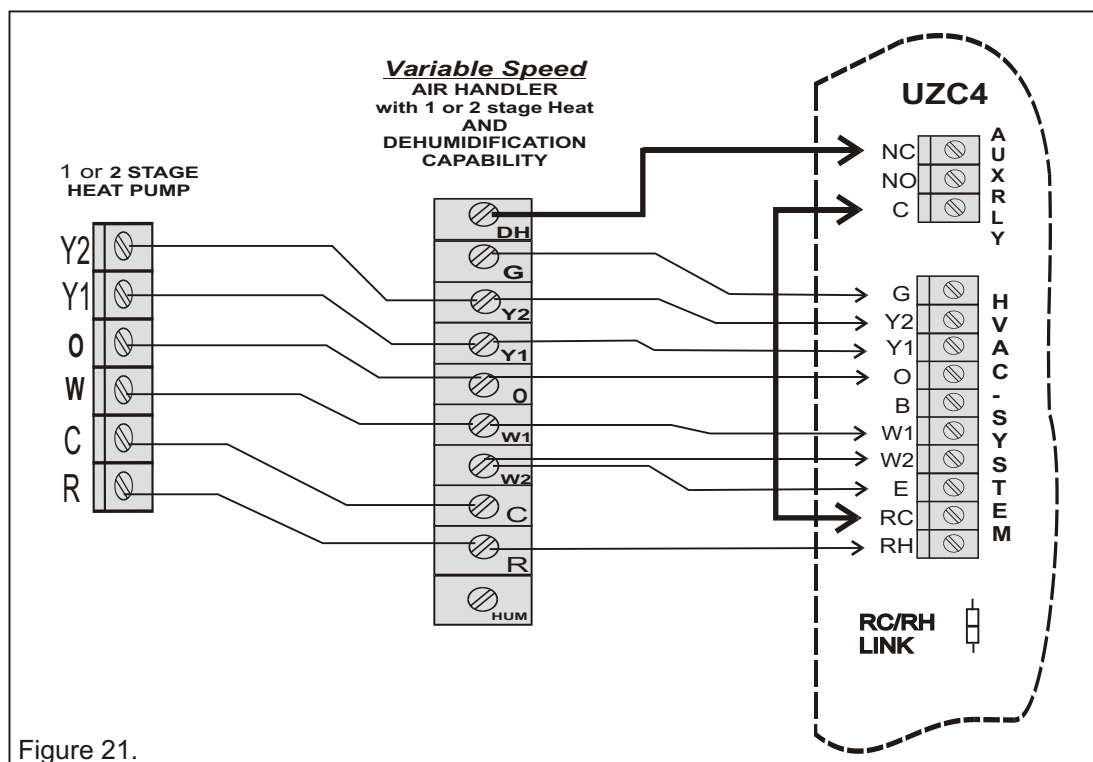 Variable Speed
AIR HANDLER
with 1 or 2 stage Heat
AND
DEHUMIDIFICATION
CAPABILITY
1 or 2 STAGE
HEAT PUMP
Y2
Y1
O
W
C
R
DH
G
Y2
Y1
O
W1
W2
C
R
HUM
UZC4
NC
NO
C
AUXRLY
G
Y2
Y1
O
B
W1
W2
E
RC
RH
HVAC-SYSTEM
RC/RH
LINK
Figure 21.